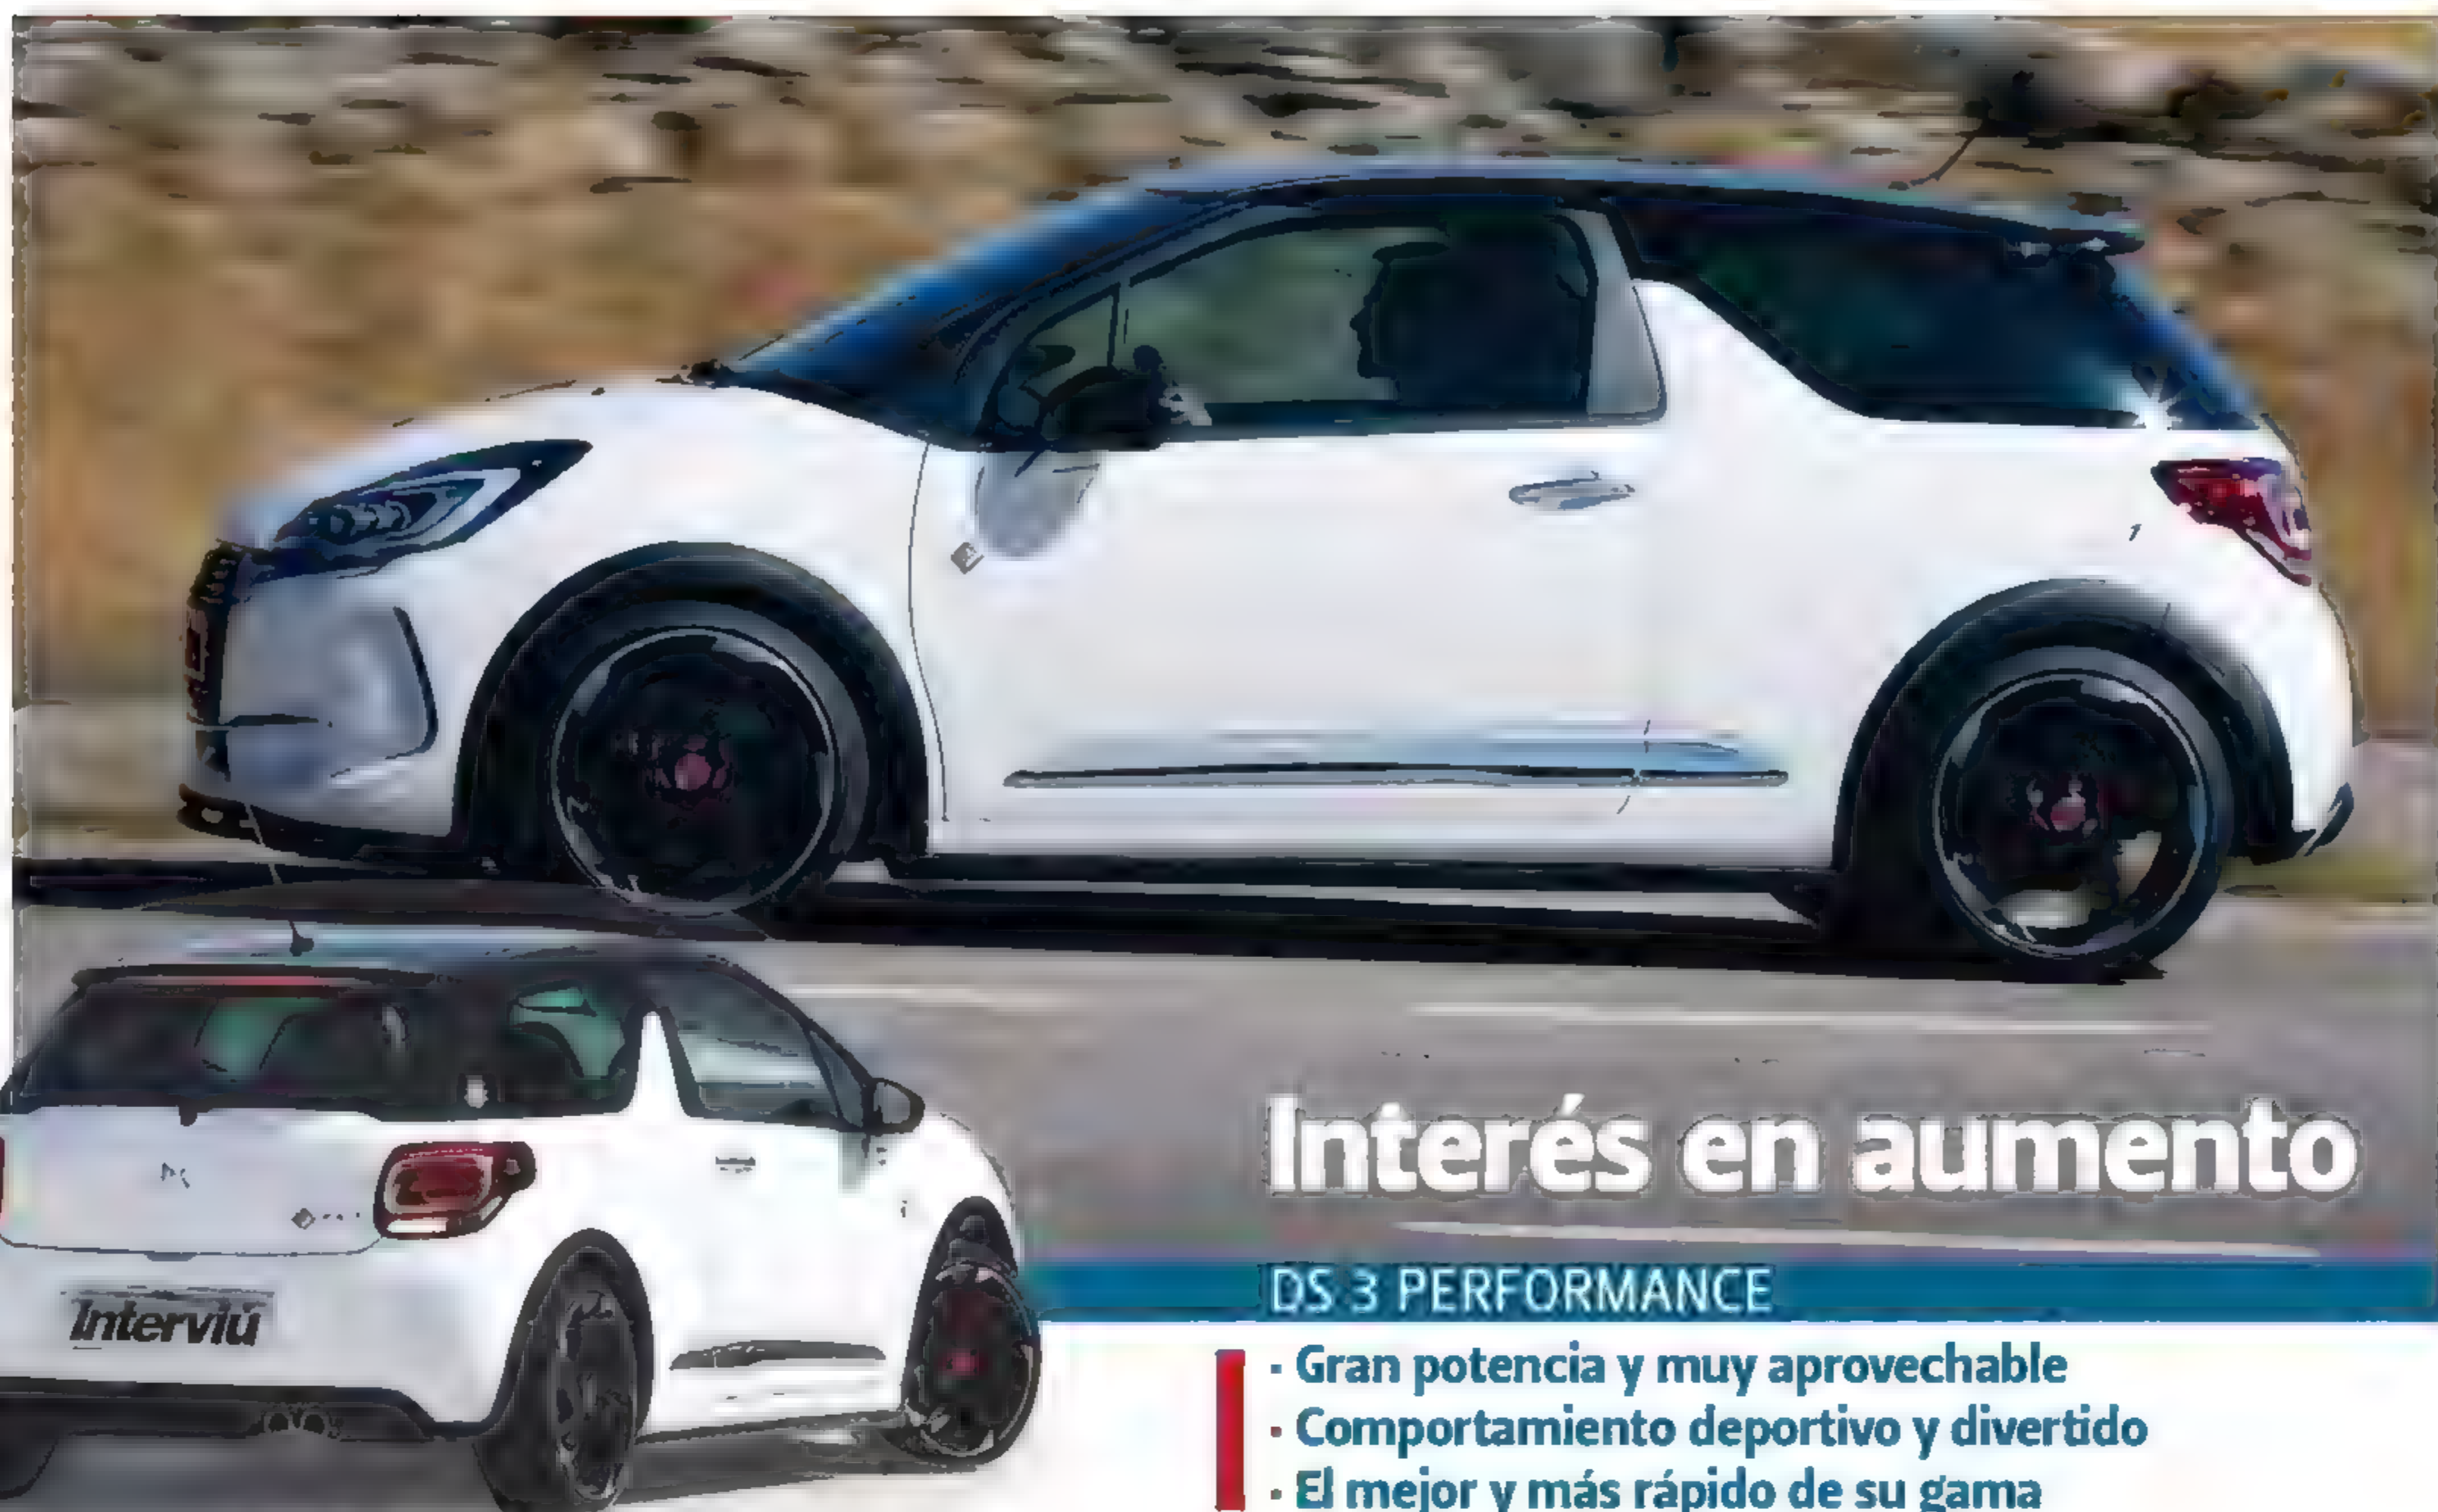 Interés en aumento
DS 3 PERFORMANCE
Interviú
· Gran potencia y muy aprovechable
· Comportamiento deportivo y divertido
· El mejor y más rápido de su gama